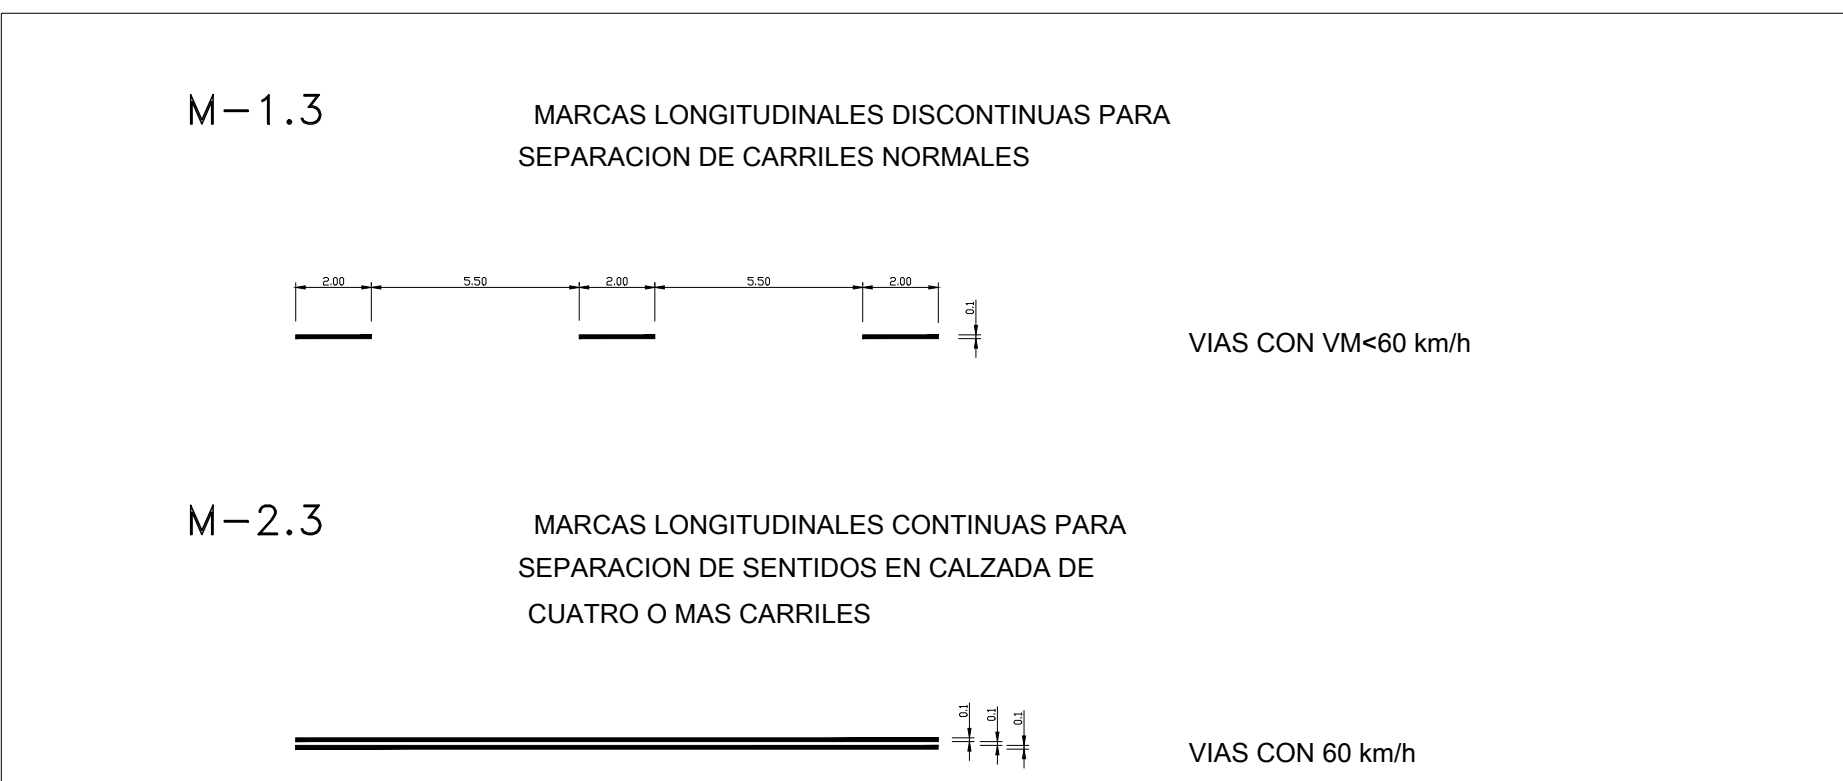 M-1.3
MARCAS LONGITUDINALES DISCONTINUAS PARA
SEPARACION DE CARRILES NORMALES
2.00 5.50 2.00 5.50 2.00
0.1
VIAS CON VM<60 km/h
M-2.3
MARCAS LONGITUDINALES CONTINUAS PARA
SEPARACION DE SENTIDOS EN CALZADA DE
CUATRO O MAS CARRILES
0.1 0.1 0.1
VIAS CON 60 km/h